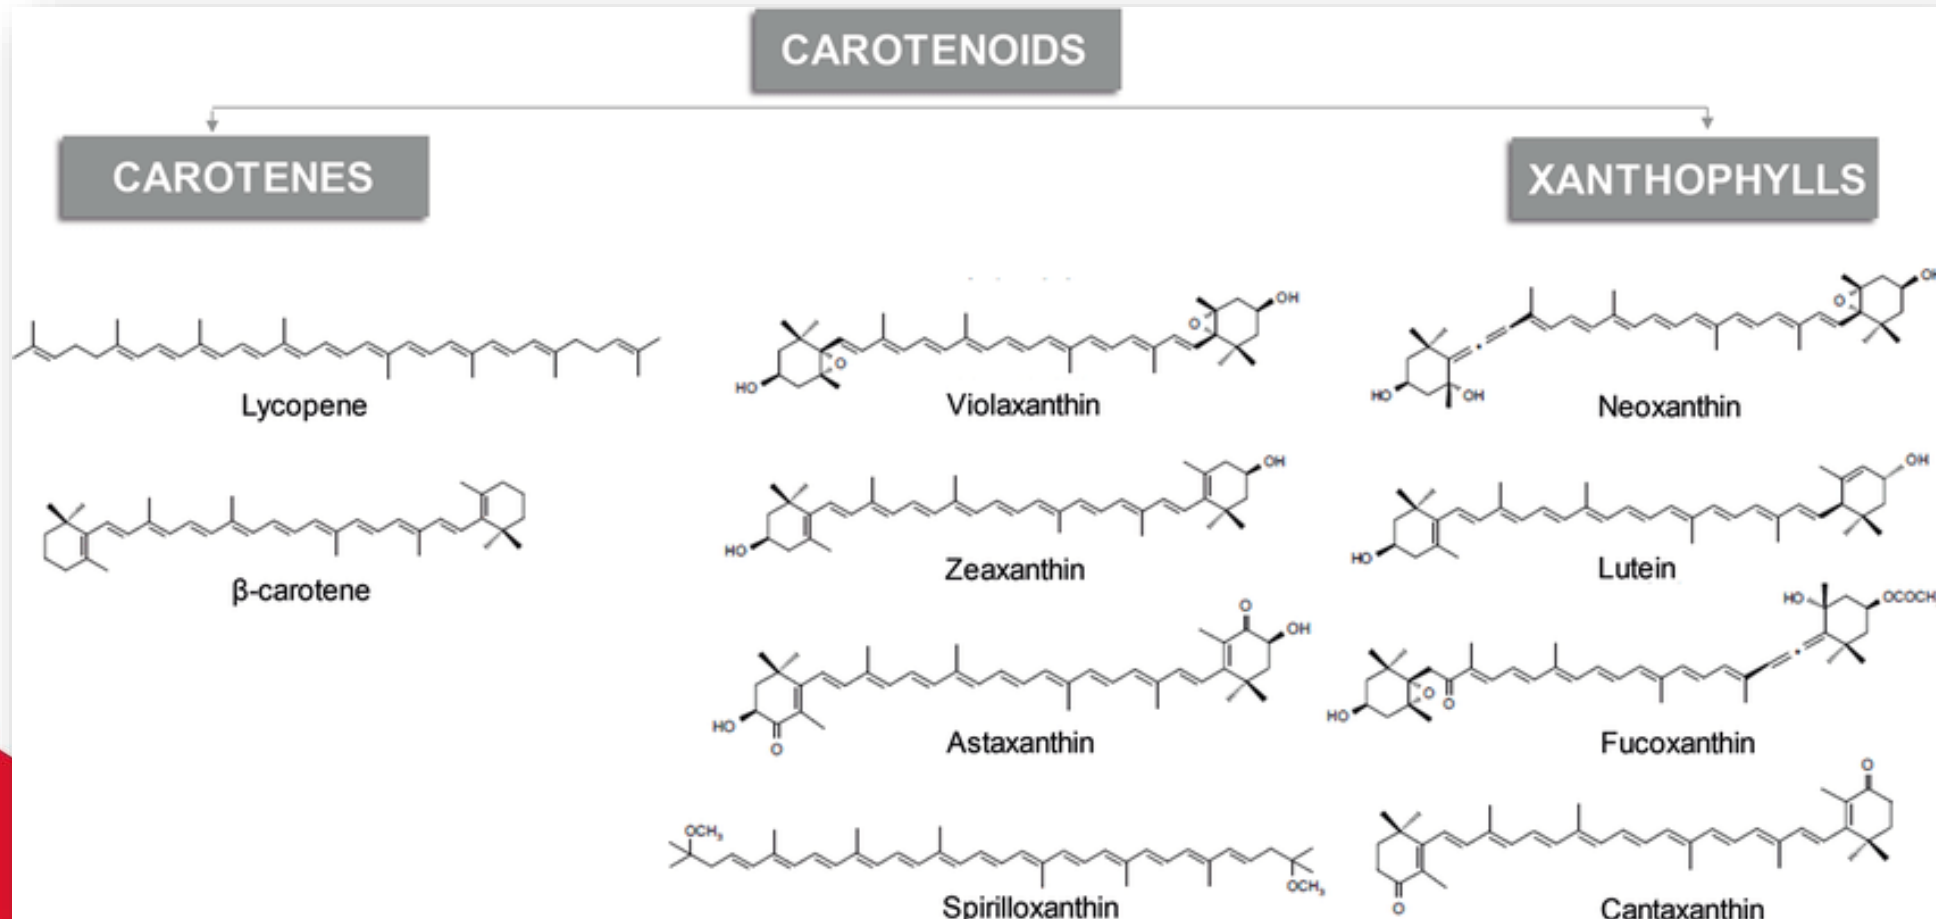 CAROTENOIDS
CAROTENES
XANTHOPHYLLS
OH
O
O
HO
OH
O
HO
OH
Lycopene
Violaxanthin
Neoxanthin
OH
HO
OH
HO
β-carotene
Zeaxanthin
Lutein
O
OH
HO
O
HO
OCOCH
O
O
HO
Astaxanthin
Fucoxanthin
OCH₃
OCH₃
O
O
Spirilloxanthin
Cantaxanthin